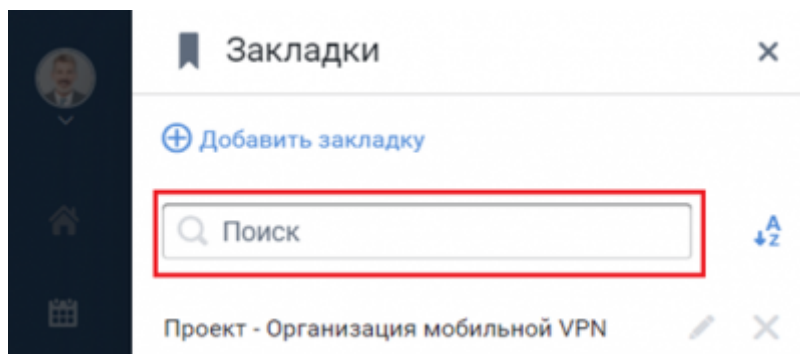 Закладки
Добавить закладку
Поиск
A
Z
Проект - Организация мобильной VPN